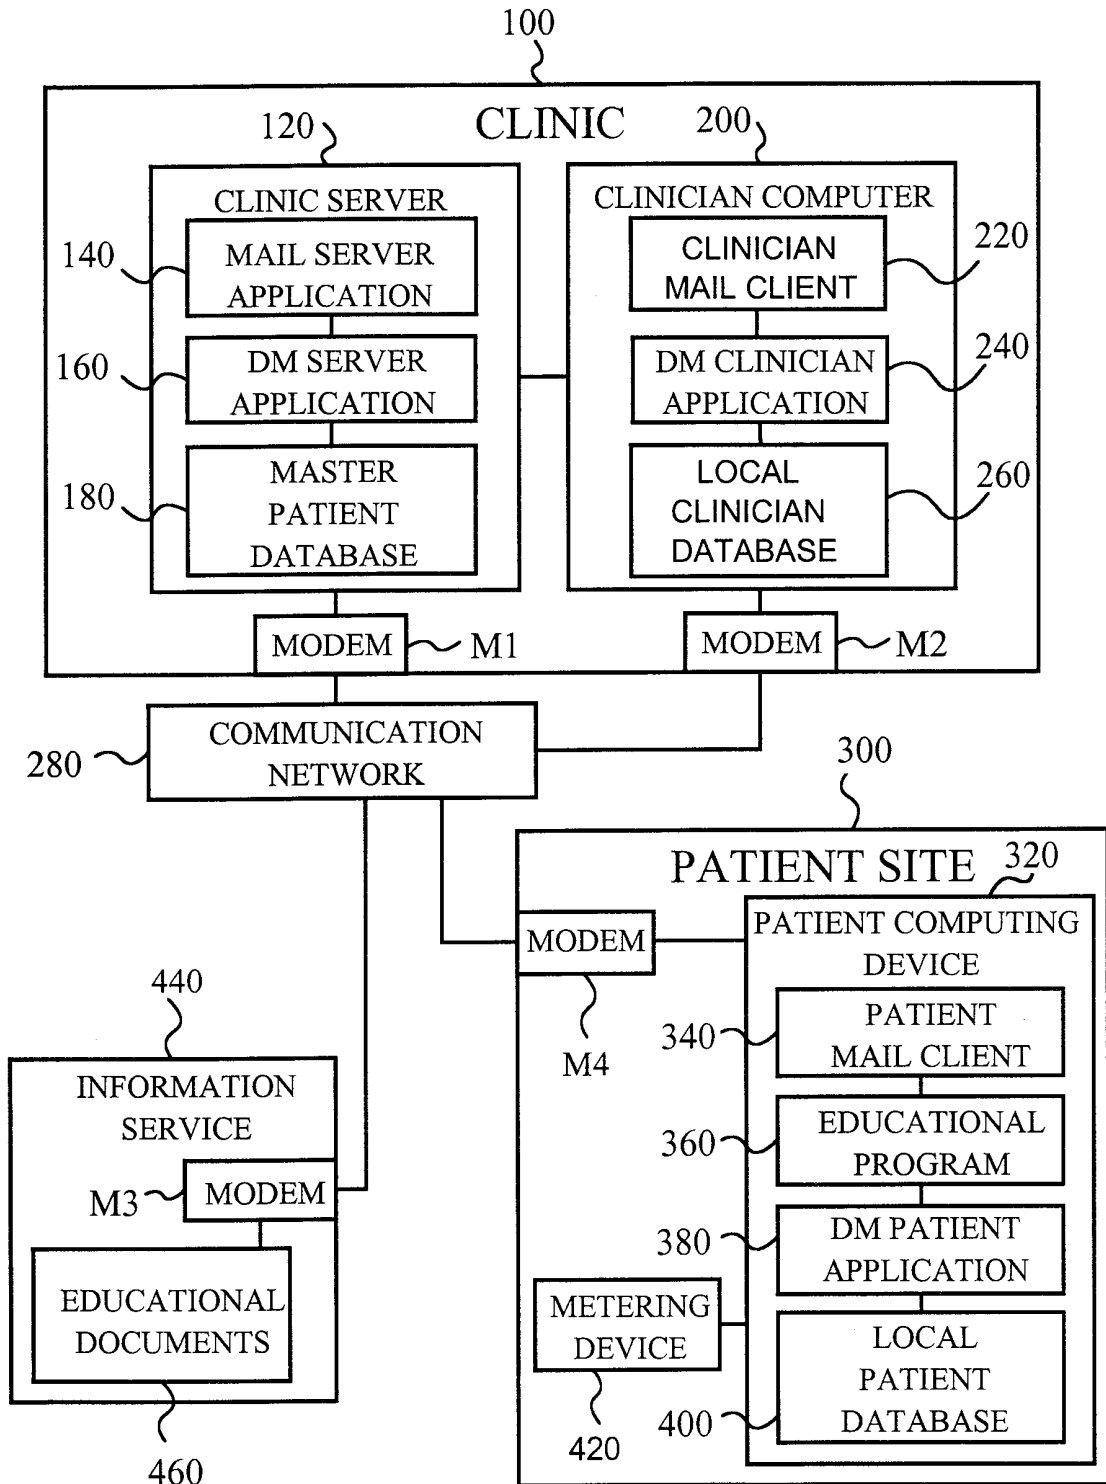 100
CLINIC
120
200
CLINIC SERVER
CLINICIAN COMPUTER
140
MAIL SERVER
APPLICATION
CLINICIAN
MAIL CLIENT
220
160
DM SERVER
APPLICATION
DM CLINICIAN
APPLICATION
240
180
MASTER
PATIENT
DATABASE
LOCAL
CLINICIAN
DATABASE
260
MODEM
M1
MODEM
M2
280
COMMUNICATION
NETWORK
300
PATIENT SITE
320
MODEM
M4
PATIENT COMPUTING
DEVICE
340
PATIENT
MAIL CLIENT
360
EDUCATIONAL
PROGRAM
380
DM PATIENT
APPLICATION
METERING
DEVICE
420
400
LOCAL
PATIENT
DATABASE
440
INFORMATION
SERVICE
M3
MODEM
EDUCATIONAL
DOCUMENTS
460